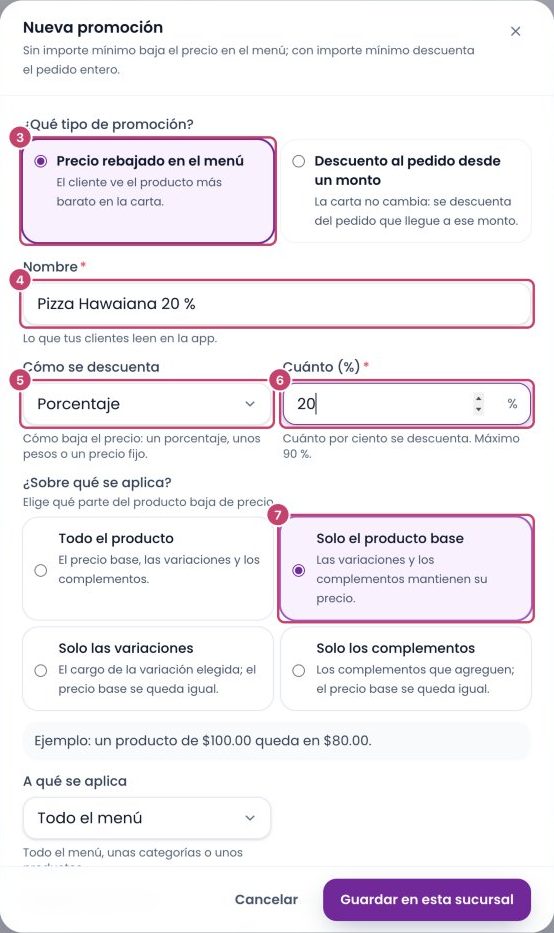 Nueva promoción
Sin importe mínimo baja el precio en el menú; con importe mínimo descuenta
el pedido entero.
¿Qué tipo de promoción?
3
Precio rebajado en el menú
El cliente ve el producto más
barato en la carta.
Descuento al pedido desde
un monto
La carta no cambia: se descuenta
del pedido que llegue a ese monto.
Nombre *
4
Pizza Hawaiana 20 %
Lo que tus clientes leen en la app.
Cómo se descuenta
5
Porcentaje
Cómo baja el precio: un porcentaje, unos
pesos o un precio fijo.
Cuánto (%) *
6
20 %
Cuánto por ciento se descuenta. Máximo
90 %.
¿Sobre qué se aplica?
Elige qué parte del producto baja de precio.
Todo el producto
El precio base, las variaciones y los
complementos.
7
Solo el producto base
Las variaciones y los
complementos mantienen su
precio.
Solo las variaciones
El cargo de la variación elegida; el
precio base se queda igual.
Solo los complementos
Los complementos que agreguen;
el precio base se queda igual.
Ejemplo: un producto de $100.00 queda en $80.00.
A qué se aplica
Todo el menú
Todo el menú, unas categorías o unos
Cancelar
Guardar en esta sucursal